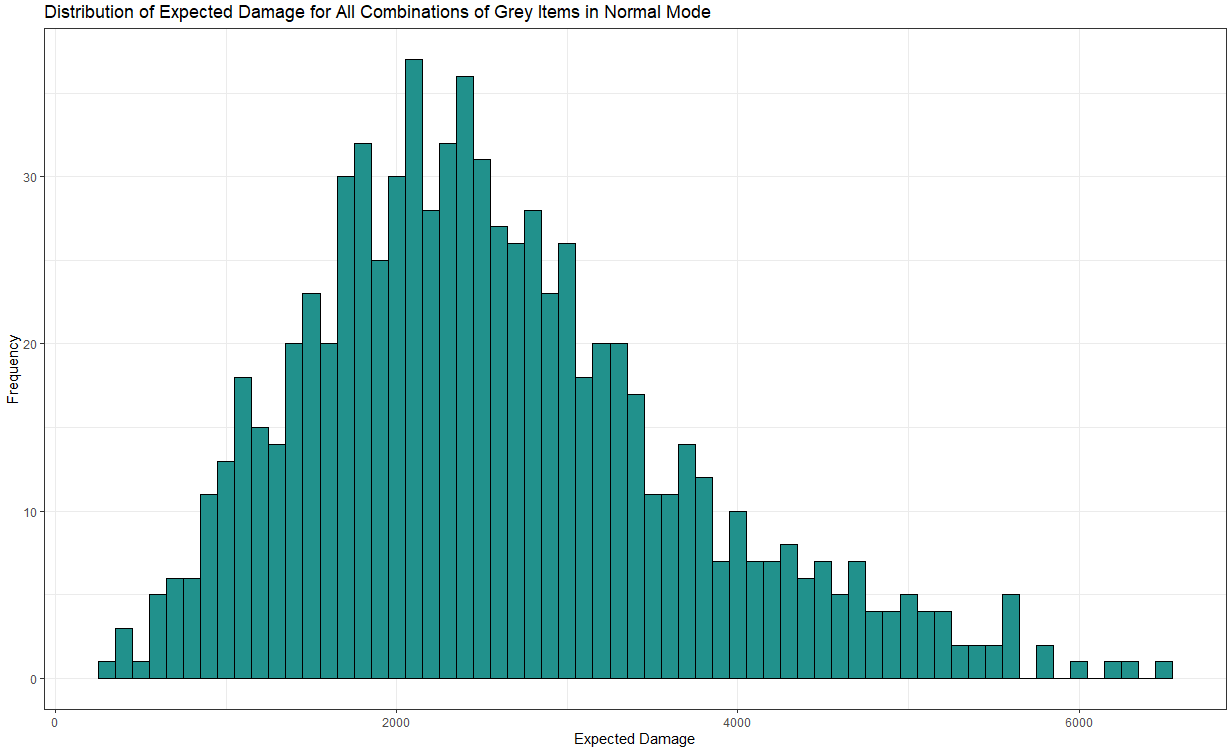 Distribution of Expected Damage for All Combinations of Grey Items in Normal Mode
Frequency
30
20
10
0
0 2000 4000 6000
Expected Damage